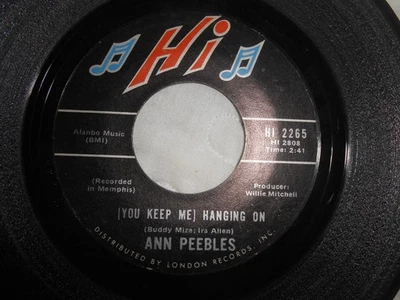 Hi
Alanbo Music
(BMI)
HI 2265
HI 2808
Time: 2:41
(Recorded
in Memphis)
Producer:
Willie Mitchell
(YOU KEEP ME) HANGING ON
(Buddy Mize; Ira Allen)
ANN PEEBLES
DISTRIBUTED BY LONDON RECORDS, INC.